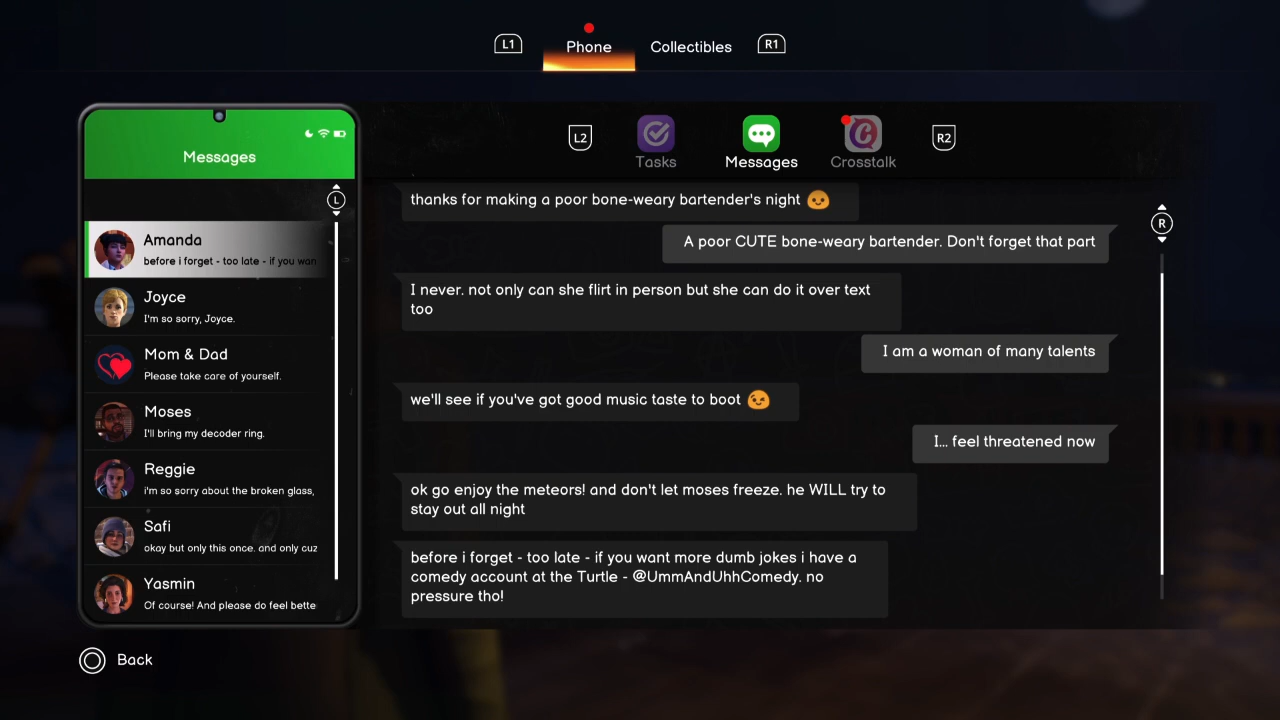 L1
Phone
Collectibles
R1
Messages
L
Amanda
before i forget - too late - if you wan
Joyce
I'm so sorry, Joyce.
Mom & Dad
Please take care of yourself.
Moses
I'll bring my decoder ring.
Reggie
i'm so sorry about the broken glass,
Safi
okay but only this once. and only cuz
Yasmin
Of course! And please do feel bette
L2
Tasks
Messages
Crosstalk
R2
thanks for making a poor bone-weary bartender's night
A poor CUTE bone-weary bartender. Don't forget that part
I never. not only can she flirt in person but she can do it over text
too
I am a woman of many talents
we'll see if you've got good music taste to boot
I... feel threatened now
ok go enjoy the meteors! and don't let moses freeze. he WILL try to
stay out all night
before i forget - too late - if you want more dumb jokes i have a
comedy account at the Turtle - @UmmAndUhhComedy. no
pressure tho!
R
Back